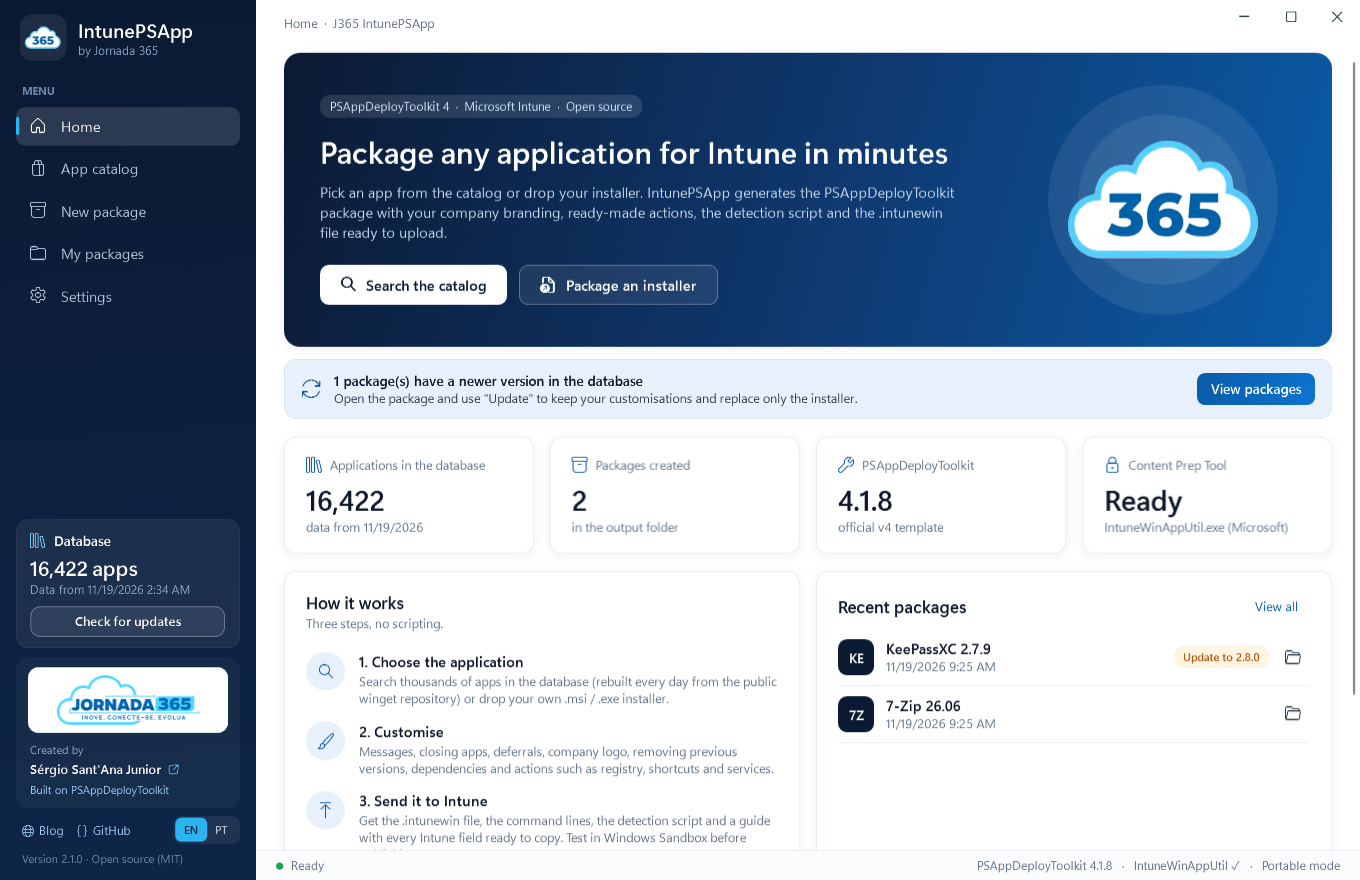 365
IntunePSApp
by Jornada 365
MENU
Home
App catalog
New package
My packages
Settings
Database
16,422 apps
Data from 11/19/2026 2:34 AM
Check for updates
JORNADA 365
INOVE. CONECTE-SE. EVOLUA
Created by
Sérgio Sant'Ana Junior
Built on PSAppDeployToolkit
Blog
GitHub
EN
PT
Version 2.1.0 · Open source (MIT)
Home · J365 IntunePSApp
PSAppDeployToolkit 4 · Microsoft Intune · Open source
Package any application for Intune in minutes
Pick an app from the catalog or drop your installer. IntunePSApp generates the PSAppDeployToolkit
package with your company branding, ready-made actions, the detection script and the .intunewin
file ready to upload.
Search the catalog
Package an installer
365
1 package(s) have a newer version in the database
Open the package and use "Update" to keep your customisations and replace only the installer.
View packages
Applications in the database
16,422
data from 11/19/2026
Packages created
2
in the output folder
PSAppDeployToolkit
4.1.8
official v4 template
Content Prep Tool
Ready
IntuneWinAppUtil.exe (Microsoft)
How it works
Three steps, no scripting.
1. Choose the application
Search thousands of apps in the database (rebuilt every day from the public
winget repository) or drop your own .msi / .exe installer.
2. Customise
Messages, closing apps, deferrals, company logo, removing previous
versions, dependencies and actions such as registry, shortcuts and services.
3. Send it to Intune
Get the .intunewin file, the command lines, the detection script and a guide
with every Intune field ready to copy. Test in Windows Sandbox before
Recent packages
View all
KE
KeePassXC 2.7.9
11/19/2026 9:25 AM
Update to 2.8.0
7Z
7-Zip 26.06
11/19/2026 9:25 AM
Ready
PSAppDeployToolkit 4.1.8 · IntuneWinAppUtil ✓ · Portable mode